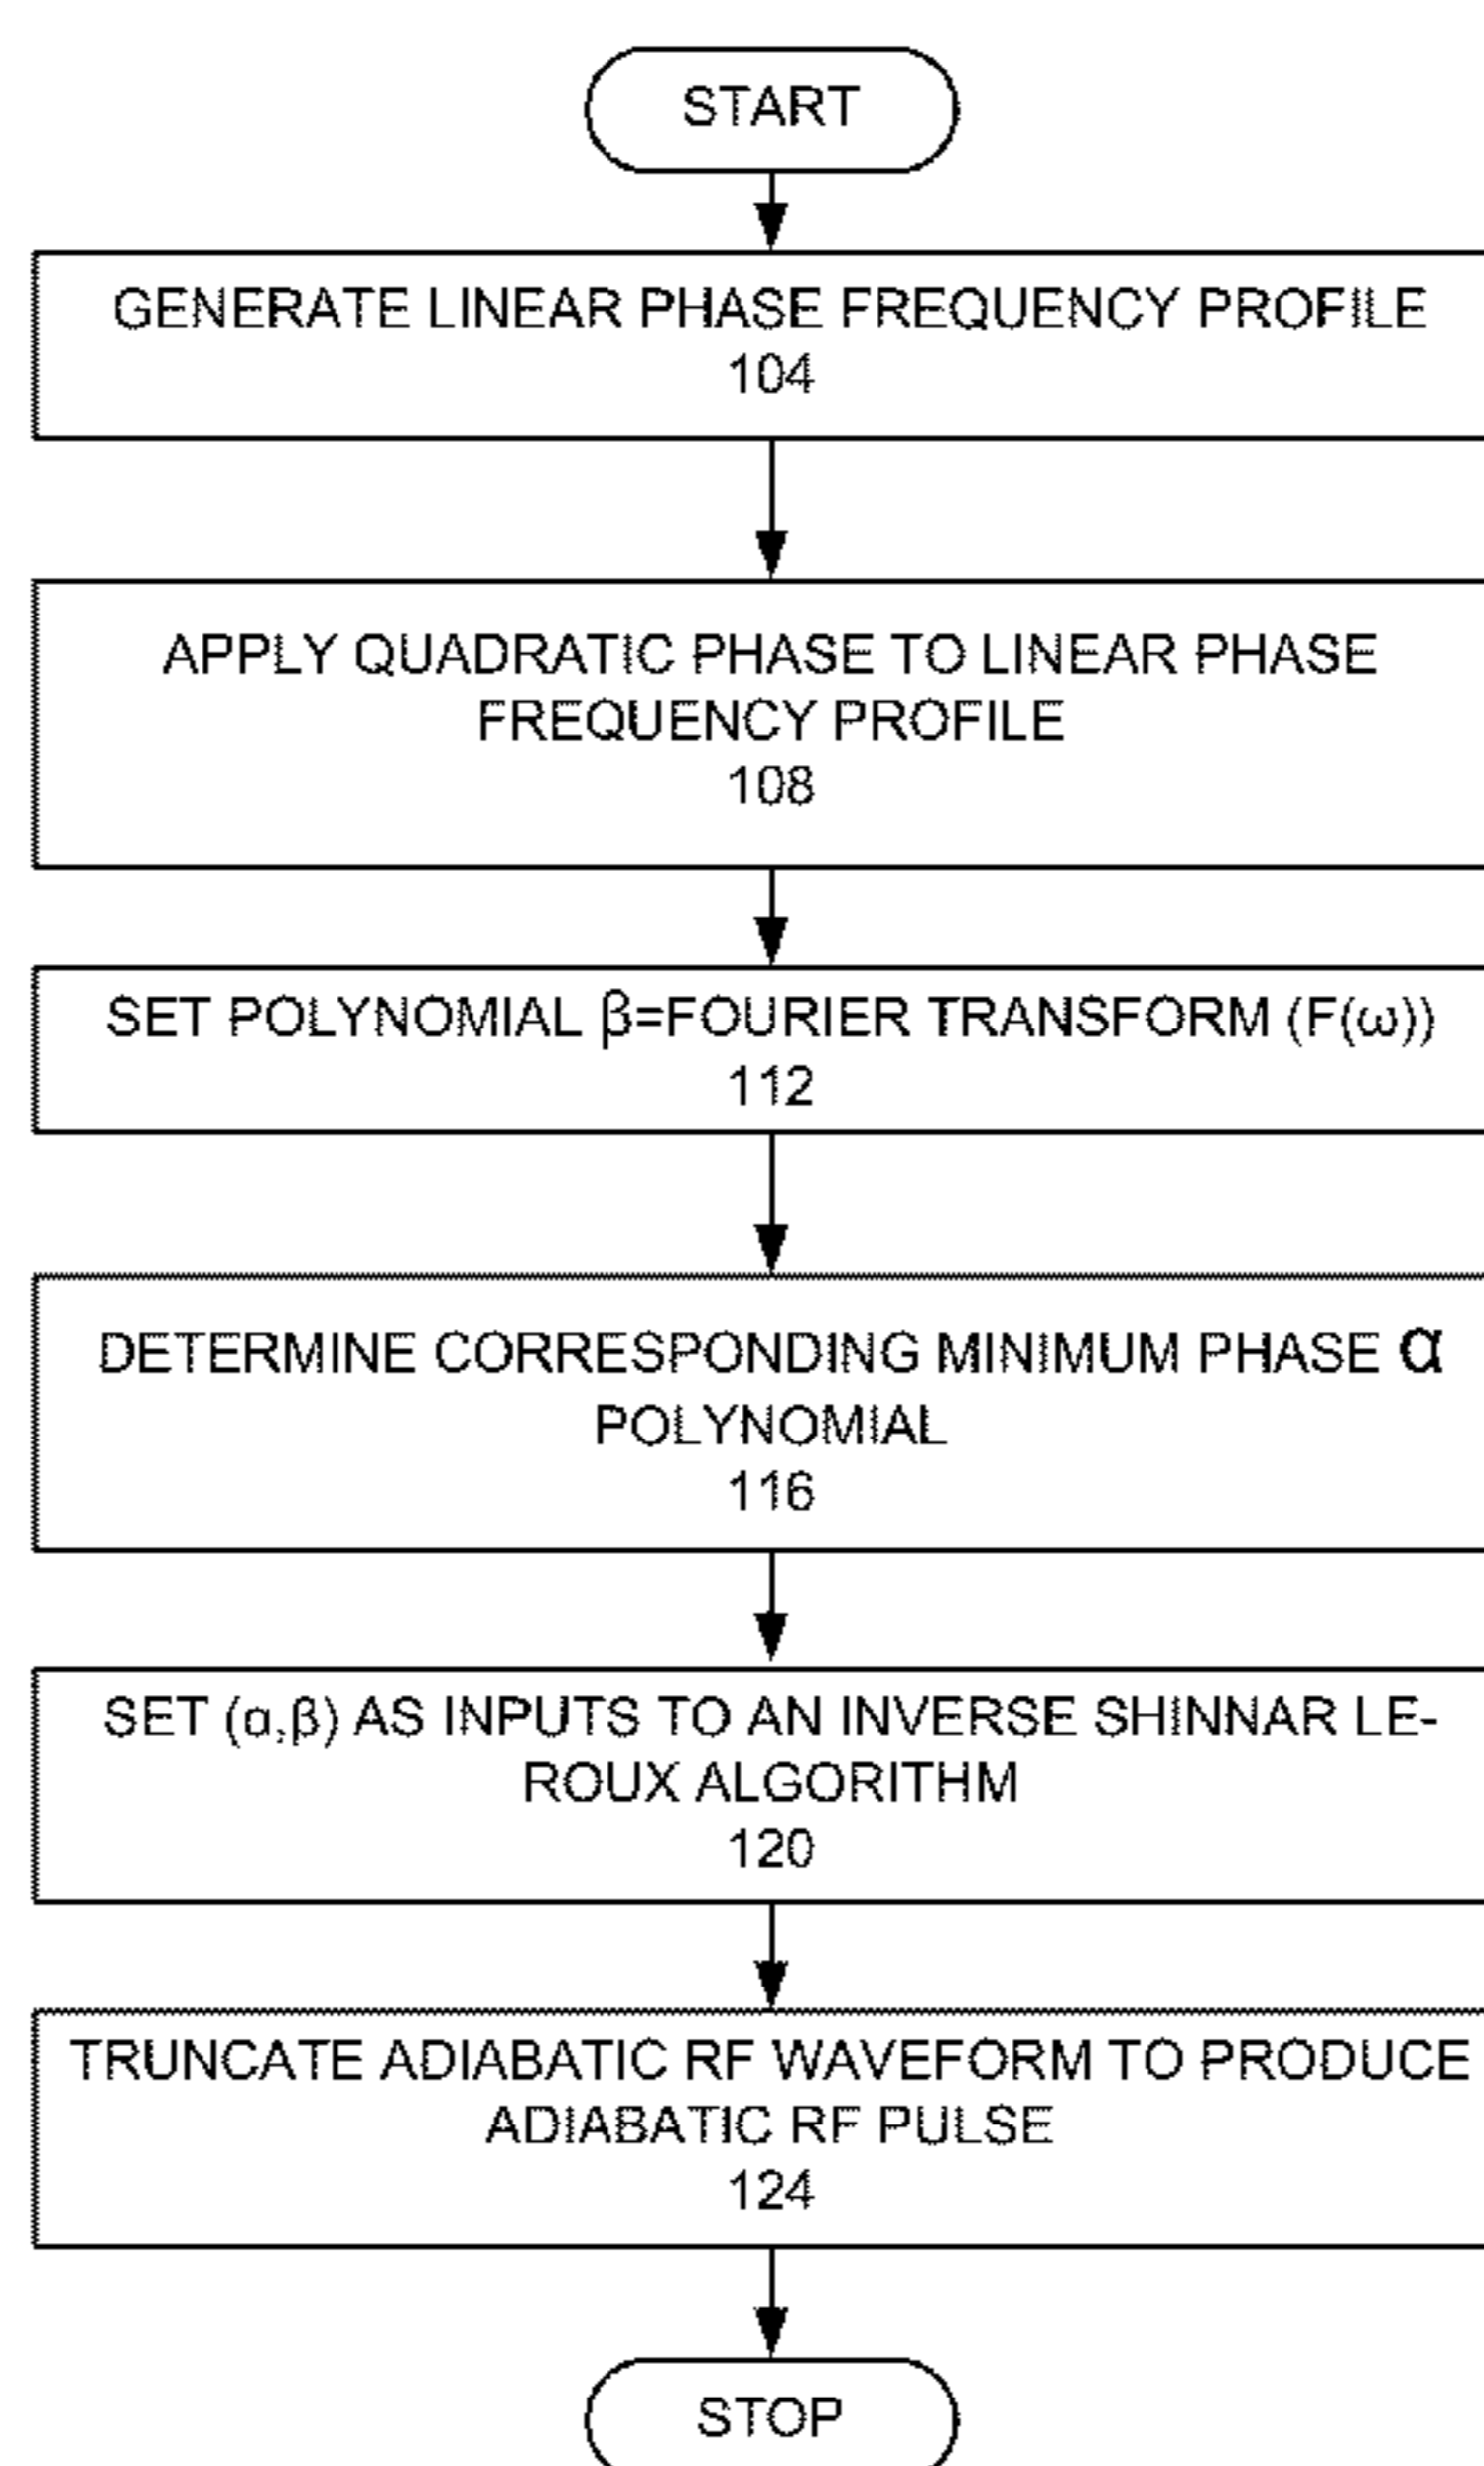 START
GENERATE LINEAR PHASE FREQUENCY PROFILE
104
APPLY QUADRATIC PHASE TO LINEAR PHASE
FREQUENCY PROFILE
108
SET POLYNOMIAL β=FOURIER TRANSFORM (F(ω))
112
DETERMINE CORRESPONDING MINIMUM PHASE α
POLYNOMIAL
116
SET (α,β) AS INPUTS TO AN INVERSE SHINNAR LE-
ROUX ALGORITHM
120
TRUNCATE ADIABATIC RF WAVEFORM TO PRODUCE
ADIABATIC RF PULSE
124
STOP